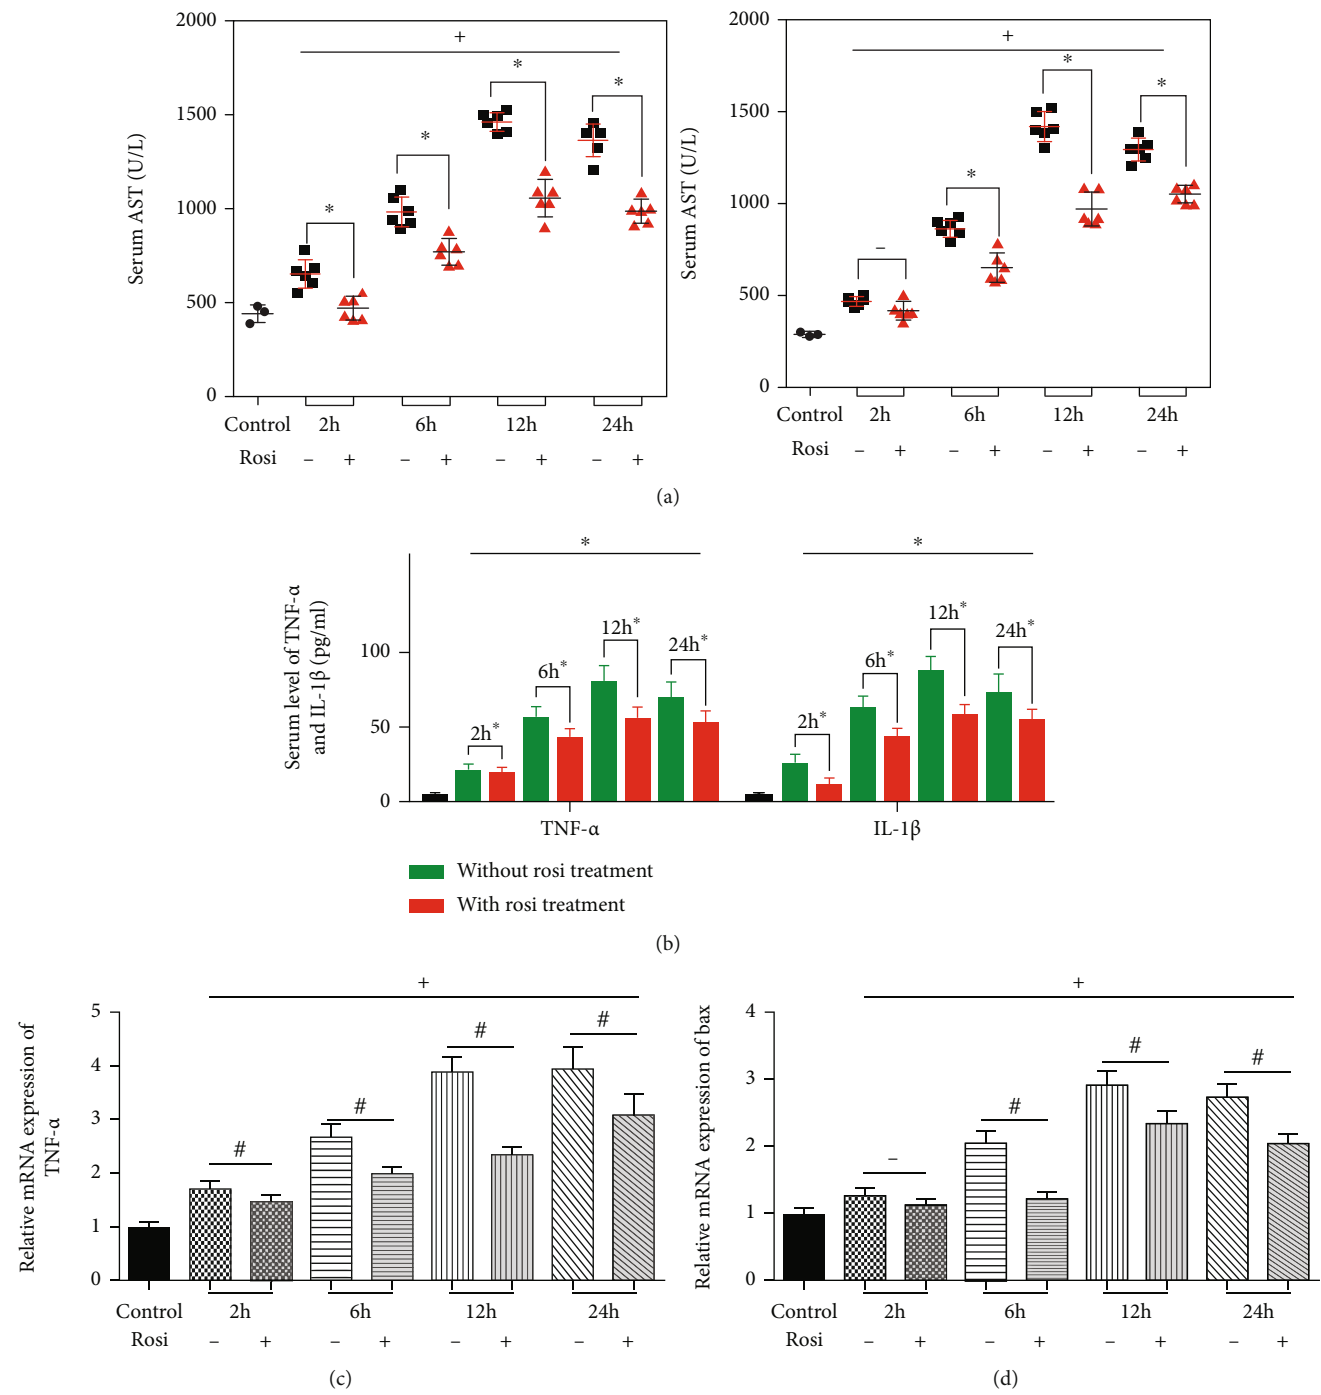 2000
1500
1000
500
0
Serum AST (U/L)
+
*
*
*
*
Control 2h 6h 12h 24h
Rosi – + – + – + – +
2000
1500
1000
500
0
Serum AST (U/L)
+
–
*
*
*
Control 2h 6h 12h 24h
Rosi – + – + – + – +
(a)
Serum level of TNF-α
and IL-1β (pg/ml)
100
50
0
*
2h*
6h*
12h*
24h*
*
2h*
6h*
12h*
24h*
TNF-α IL-1β
Without rosi treatment
With rosi treatment
(b)
Relative mRNA expression of
TNF-α
5
4
3
2
1
0
+
#
#
#
#
Control 2h 6h 12h 24h
Rosi – + – + – + – +
(c)
Relative mRNA expression of bax
4
3
2
1
0
+
–
#
#
#
Control 2h 6h 12h 24h
Rosi – + – + – + – +
(d)